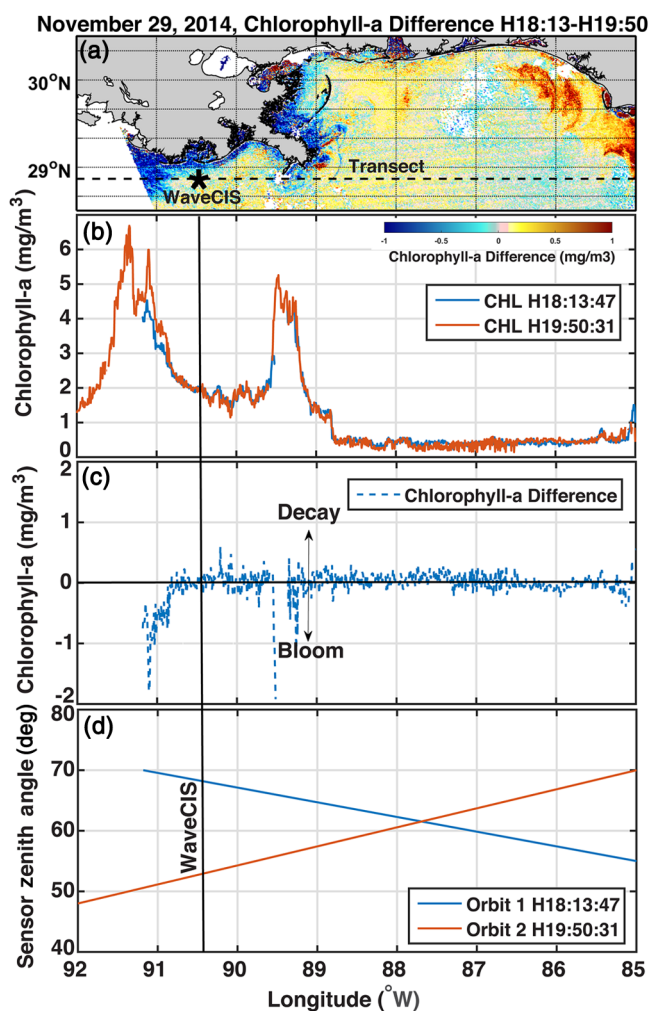 November 29, 2014, Chlorophyll-a Difference H18:13-H19:50
(a)
30°N
29°N
Transect
WaveCIS
-1 -0.5 0 0.5 1
Chlorophyll-a Difference (mg/m3)
(b)
Chlorophyll-a (mg/m³)
6
5
4
3
2
1
0
CHL H18:13:47
CHL H19:50:31
(c)
Chlorophyll-a (mg/m³)
2
1
0
-1
-2
Chlorophyll-a Difference
Decay
Bloom
(d)
Sensor zenith angle (deg)
80
70
60
50
40
WaveCIS
Orbit 1 H18:13:47
Orbit 2 H19:50:31
92 91 90 89 88 87 86 85
Longitude (°W)